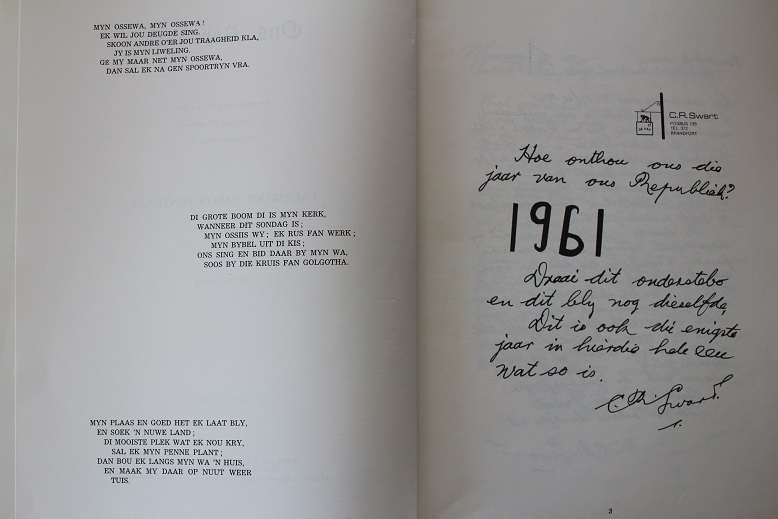 MYN OSSEWA, MYN OSSEWA!
EK WIL JOU DEUGDE SING.
SKOON ANDRE O'ER JOU TRAAGHEID KLA,
JY IS MYN LIWELING.
GE MY MAAR NET MYN OSSEWA,
DAN SAL EK NA GEN SPOORTRYN VRA.
DI GROTE BOOM DI IS MYN KERK,
WANNEER DIT SONDAG IS;
MYN OSSIIS WY; EK RUS FAN WERK;
MYN BYBEL UIT DI KIS;
ONS SING EN BID DAAR BY MYN WA,
SOOS BY DIE KRUIS FAN GOLGOTHA.
MYN PLAAS EN GOED HET EK LAAT BLY,
EN SOEK 'N NUWE LAND;
DI MOOISTE PLEK WAT EK NOU KRY,
SAL EK MYN PENNE PLANT;
DAN BOU EK LANGS MYN WA 'N HUIS,
EN MAAK MY DAAR OP NUUT WEER
TUIS.
C.R. Swart
POSBUS 135
TEL 372
BRANDFORT
Hoe onthou ons die
jaar van ons Republiek?
1961
Draai dit onderstebo
en dit bly nog dieselfde,
Dit is ook die enigste
jaar in hierdie hele eeu
wat so is.
C.R. Swart
3